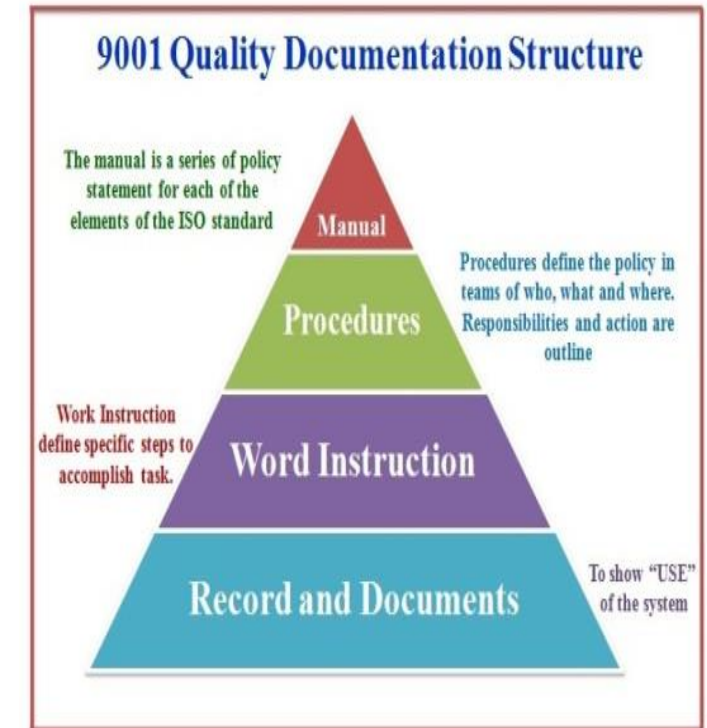 9001 Quality Documentation Structure
The manual is a series of policy
statement for each of the
elements of the ISO standard
Manual
Procedures define the policy in
teams of who, what and where.
Responsibilities and action are
outline
Procedures
Work Instruction
define specific steps to
accomplish task.
Word Instruction
To show “USE”
of the system
Record and Documents